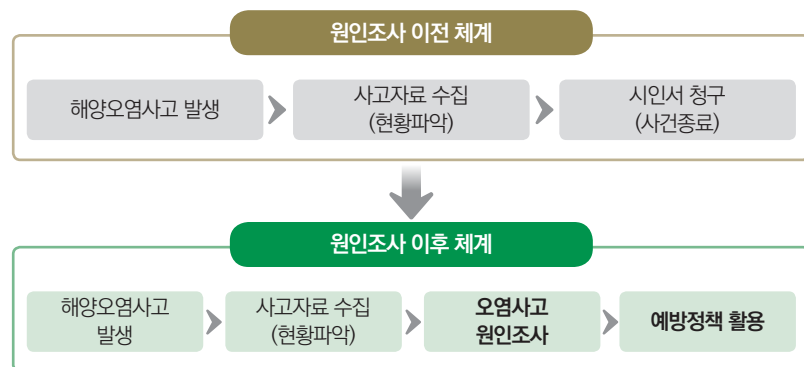 원인조사 이전 체계
해양오염사고 발생
사고자료 수집
(현황파악)
시인서 청구
(사건종료)
원인조사 이후 체계
해양오염사고
발생
사고자료 수집
(현황파악)
오염사고
원인조사
예방정책 활용